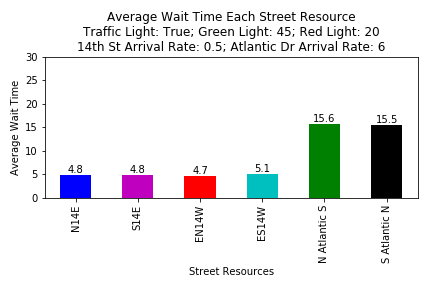 Average Wait Time Each Street Resource
Traffic Light: True; Green Light: 45; Red Light: 20
14th St Arrival Rate: 0.5; Atlantic Dr Arrival Rate: 6
Average Wait Time
30
25
20
15
10
5
0
4.8
4.8
4.7
5.1
15.6
15.5
N14E
S14E
EN14W
ES14W
N Atlantic S
S Atlantic N
Street Resources